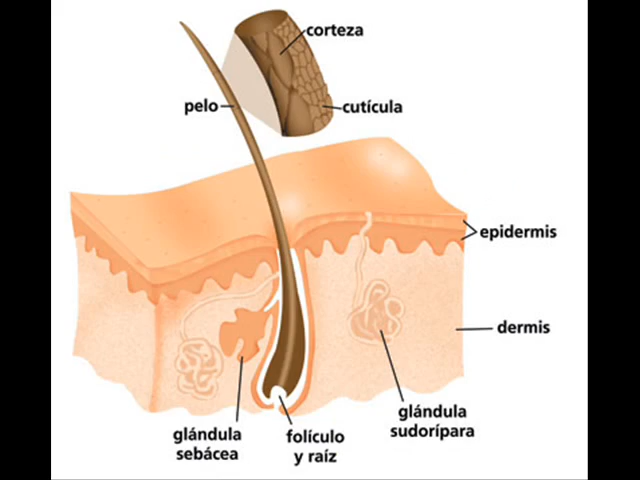 corteza
pelo
cutícula
epidermis
dermis
glándula
sebácea
folículo
y raíz
glándula
sudorípara